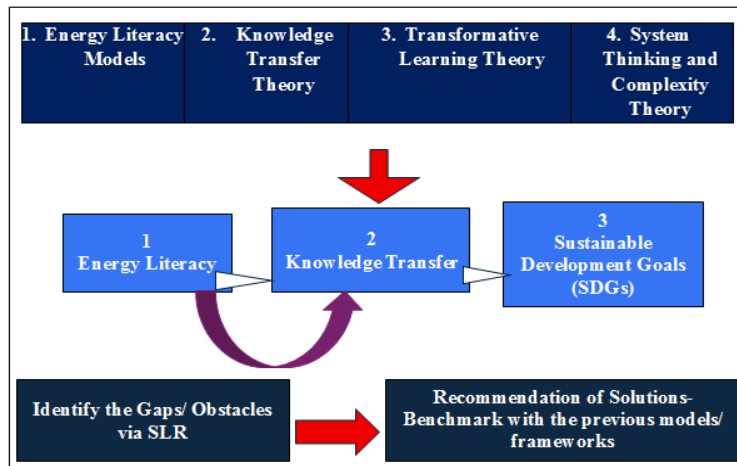 1. Energy Literacy
Models
2. Knowledge
Transfer
Theory
3. Transformative
Learning Theory
4. System
Thinking and
Complexity
Theory
1
Energy Literacy
2
Knowledge Transfer
3
Sustainable
Development Goals
(SDGs)
Identify the Gaps/ Obstacles
via SLR
Recommendation of Solutions-
Benchmark with the previous models/
frameworks